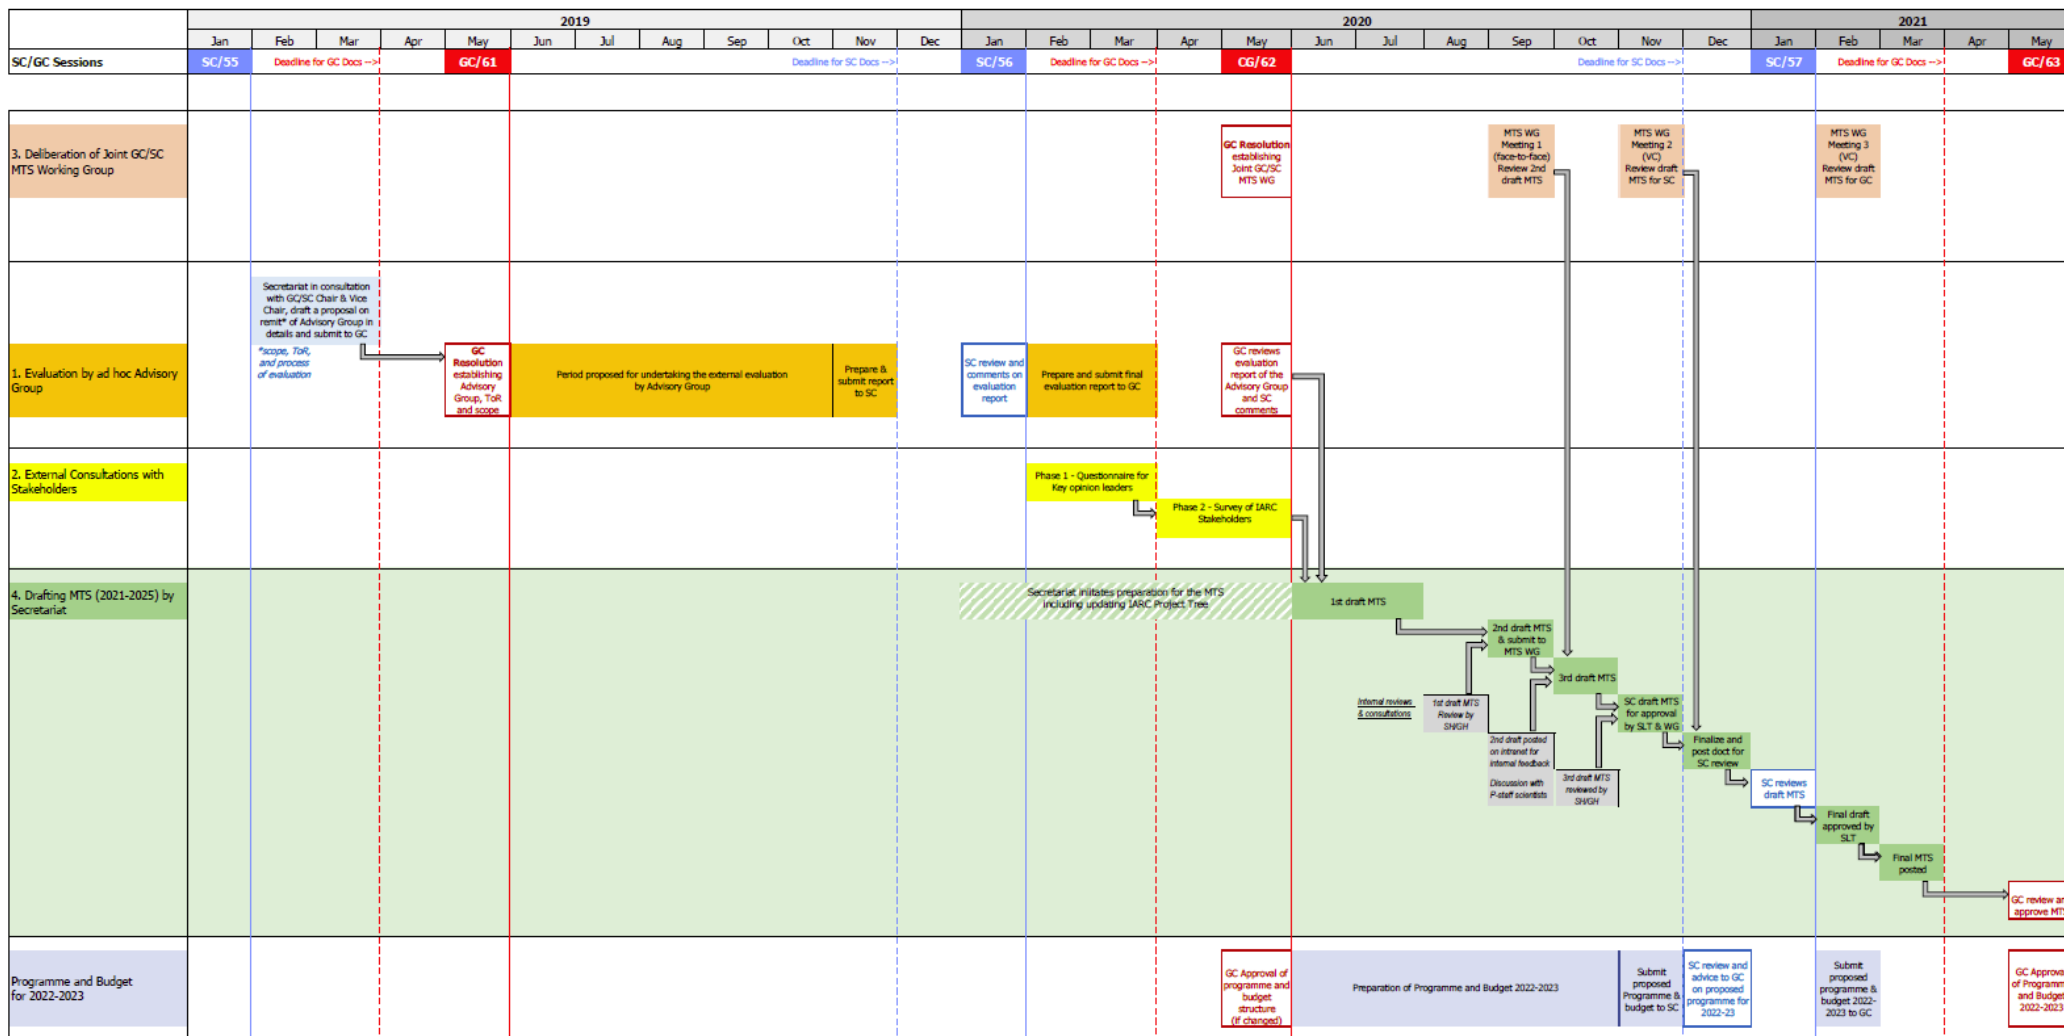 2019
2020
2021
Jan
Feb
Mar
Apr
May
Jun
Jul
Aug
Sep
Oct
Nov
Dec
Jan
Feb
Mar
Apr
May
Jun
Jul
Aug
Sep
Oct
Nov
Dec
Jan
Feb
Mar
Apr
May
SC/GC Sessions
SC/55
Deadline for GC Docs -->
GC/61
Deadline for SC Docs -->
SC/56
Deadline for GC Docs -->
CG/62
Deadline for SC Docs -->
SC/57
Deadline for GC Docs -->
GC/63
3. Deliberation of Joint GC/SC
MTS Working Group
GC Resolution
establishing
Joint GC/SC
MTS WG
MTS WG
Meeting 1
(face-to-face)
Review 2nd
draft MTS
MTS WG
Meeting 2
(VC)
Review draft
MTS for SC
MTS WG
Meeting 3
(VC)
Review draft
MTS for GC
Secretariat in consultation
with GC/SC Chair & Vice
Chair, draft a proposal on
remit* of Advisory Group in
details and submit to GC
*scope, ToR,
and process
of evaluation
1. Evaluation by ad hoc Advisory
Group
GC
Resolution
establishing
Advisory
Group, ToR
and scope
Period proposed for undertaking the external evaluation
by Advisory Group
Prepare &
submit report
to SC
SC review and
comments on
evaluation
report
Prepare and submit final
evaluation report to GC
GC reviews
evaluation
report of the
Advisory Group
and SC
comments
2. External Consultations with
Stakeholders
Phase 1 - Questionnaire for
Key opinion leaders
Phase 2 - Survey of IARC
Stakeholders
4. Drafting MTS (2021-2025) by
Secretariat
Secretariat initiates preparation for the MTS
including updating IARC Project Tree
1st draft MTS
2nd draft MTS
& submit to
MTS WG
3rd draft MTS
Internal reviews
& consultations
1st draft MTS
Review by
SH/GH
SC draft MTS
for approval
by SLT & WG
2nd draft posted
on intranet for
internal feedback
Discussion with
P-staff scientists
3rd draft MTS
reviewed by
SH/GH
Finalize and
post doct for
SC review
SC reviews
draft MTS
Final draft
approved by
SLT
Final MTS
posted
GC review an
approve MTS
Programme and Budget
for 2022-2023
GC Approval of
programme and
budget
structure
(if changed)
Preparation of Programme and Budget 2022-2023
Submit
proposed
Programme &
budget to SC
SC review and
advice to GC
on proposed
programme for
2022-23
Submit
proposed
programme &
budget 2022-
2023 to GC
GC Approva
of Programm
and Budget
2022-2023